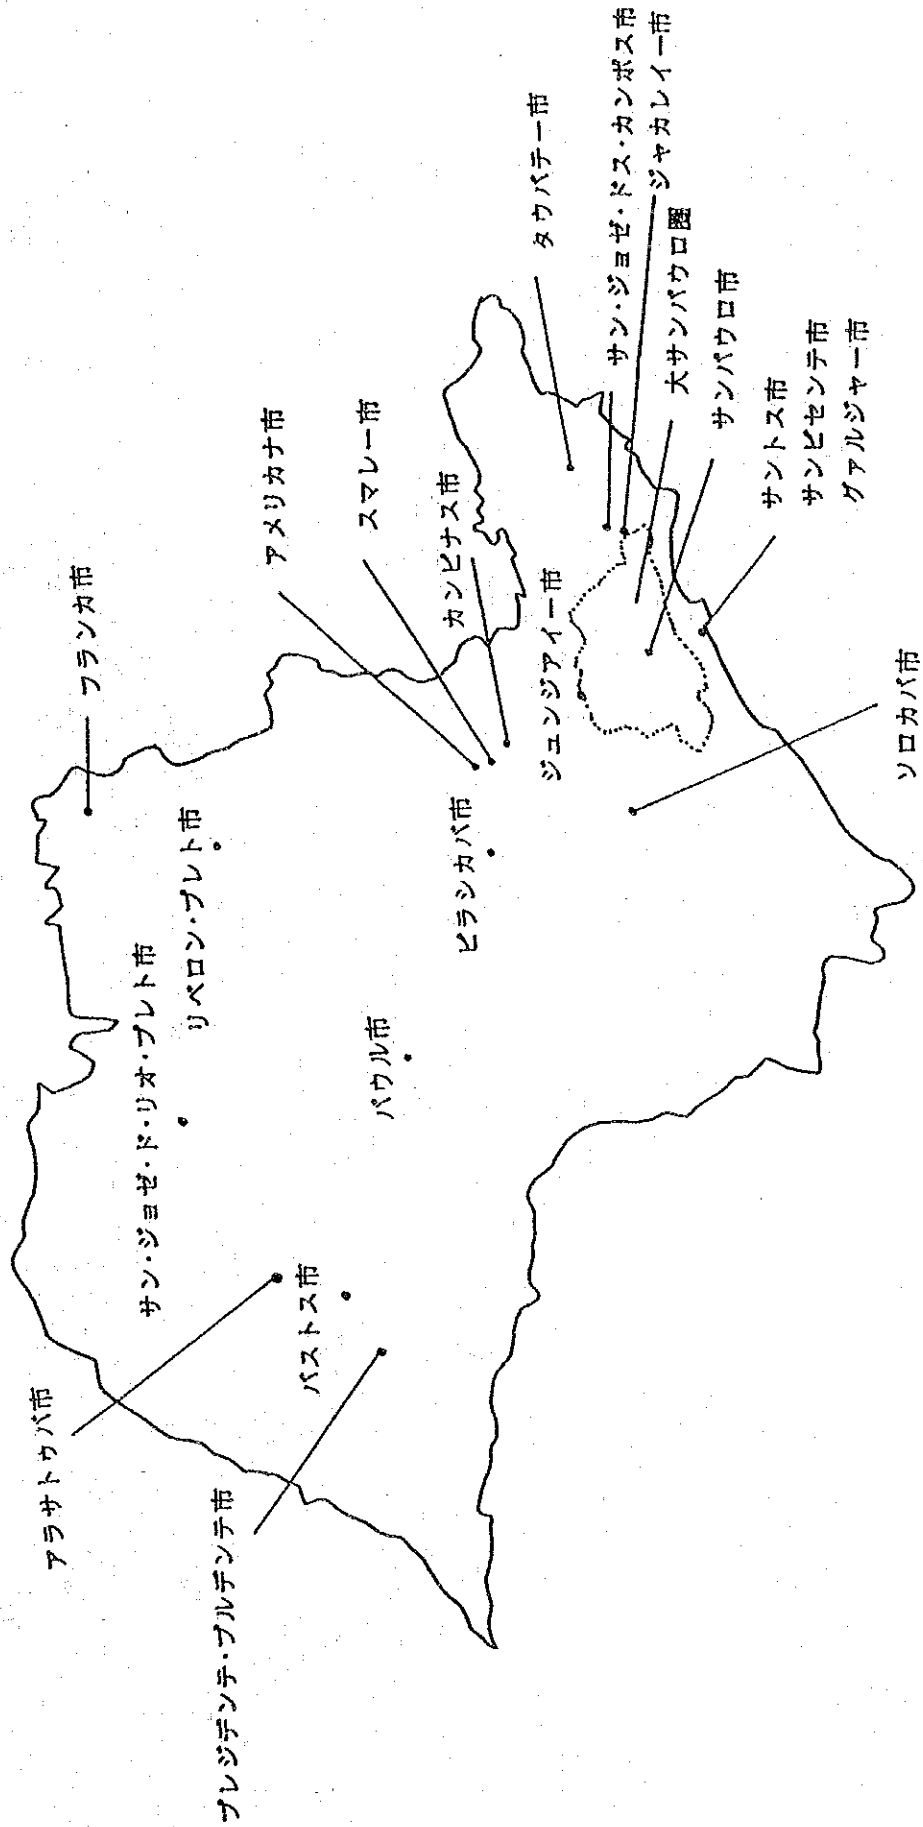 フランカ市
アメリカナ市
スマレー市
カンピナス市
タウバテー市
サン・ジョゼ・ドス・カンポス市
ジャカレイー市
大サンパウロ圏
サンパウロ市
サントス市
サンビセンテ市
グァルジャー市
ジュンジアイー市
ソロカバ市
ピラシカバ市
リベロン・プレト市
サン・ジョゼ・ド・リオ・プレト市
バウル市
アラサトゥバ市
バストス市
プレジデンテ・プルデンテ市